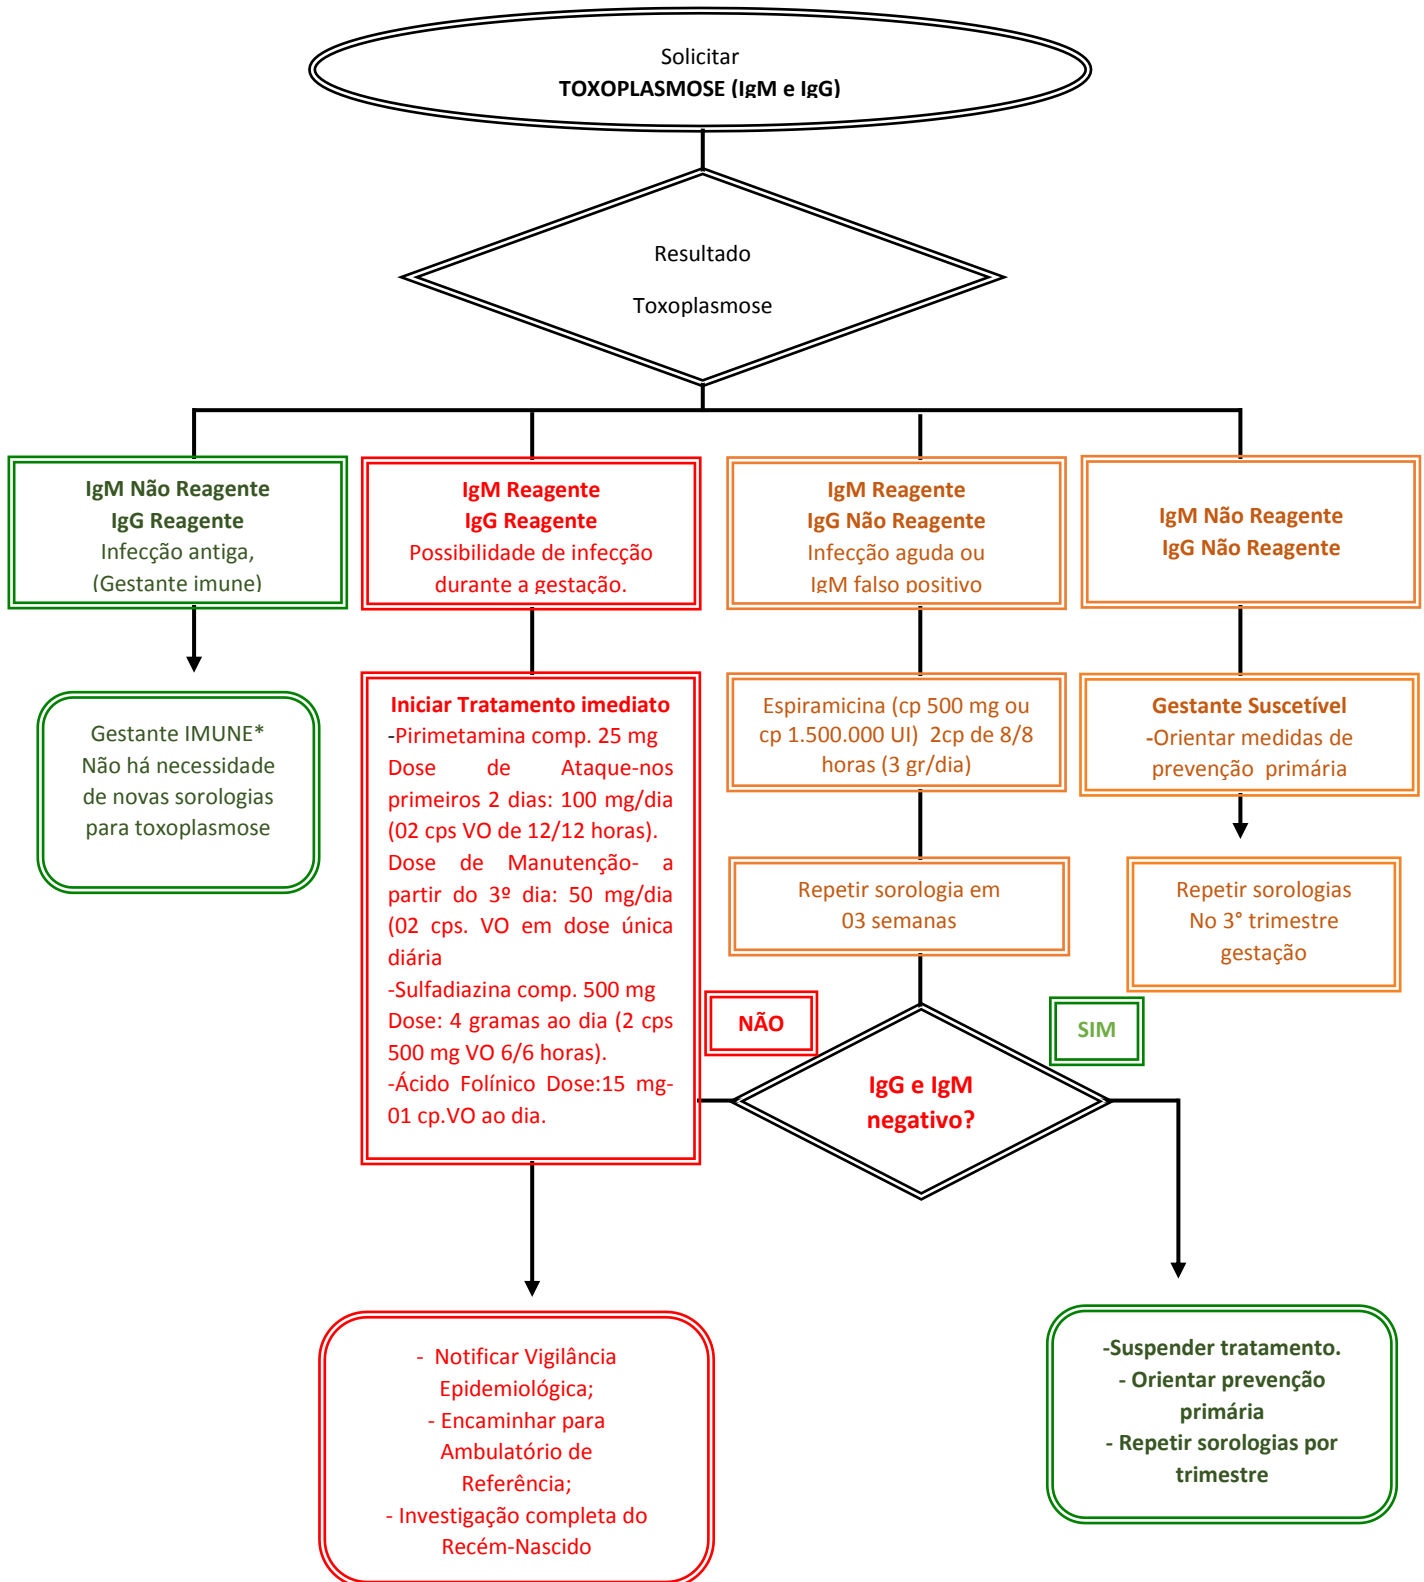 Solicitar
TOXOPLASMOSE (IgM e IgG)
Resultado
Toxoplasmose
IgM Não Reagente
IgG Reagente
Infecção antiga,
(Gestante imune)
IgM Reagente
IgG Reagente
Possibilidade de infecção
durante a gestação.
IgM Reagente
IgG Não Reagente
Infecção aguda ou
IgM falso positivo
IgM Não Reagente
IgG Não Reagente
Gestante IMUNE*
Não há necessidade
de novas sorologias
para toxoplasmose
Iniciar Tratamento imediato
-Pirimetamina comp. 25 mg
Dose de Ataque-nos
primeiros 2 dias: 100 mg/dia
(02 cps VO de 12/12 horas).
Dose de Manutenção- a
partir do 3º dia: 50 mg/dia
(02 cps. VO em dose única
diária
-Sulfadiazina comp. 500 mg
Dose: 4 gramas ao dia (2 cps
500 mg VO 6/6 horas).
-Ácido Folínico Dose:15 mg-
01 cp.VO ao dia.
Espiramicina (cp 500 mg ou
cp 1.500.000 UI) 2cp de 8/8
horas (3 gr/dia)
Gestante Suscetível
-Orientar medidas de
prevenção primária
Repetir sorologia em
03 semanas
Repetir sorologias
No 3° trimestre
gestação
NÃO
SIM
IgG e IgM
negativo?
- Notificar Vigilância
Epidemiológica;
- Encaminhar para
Ambulatório de
Referência;
- Investigação completa do
Recém-Nascido
-Suspender tratamento.
- Orientar prevenção
primária
- Repetir sorologias por
trimestre